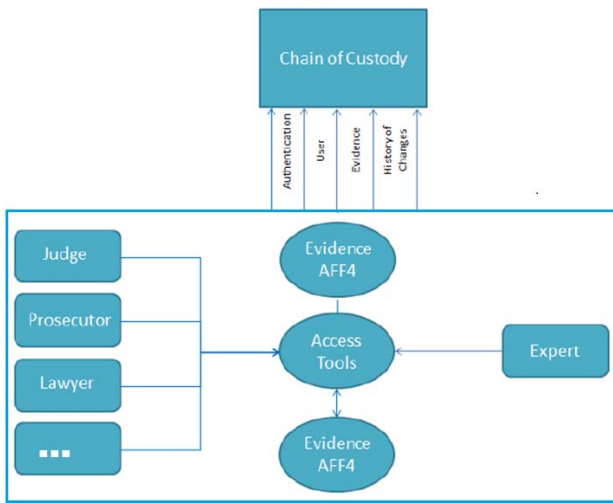 Chain of Custody
Authentication
User
Evidence
History of
Changes
Judge
Prosecutor
Lawyer
...
Evidence
AFF4
Access
Tools
Expert
Evidence
AFF4